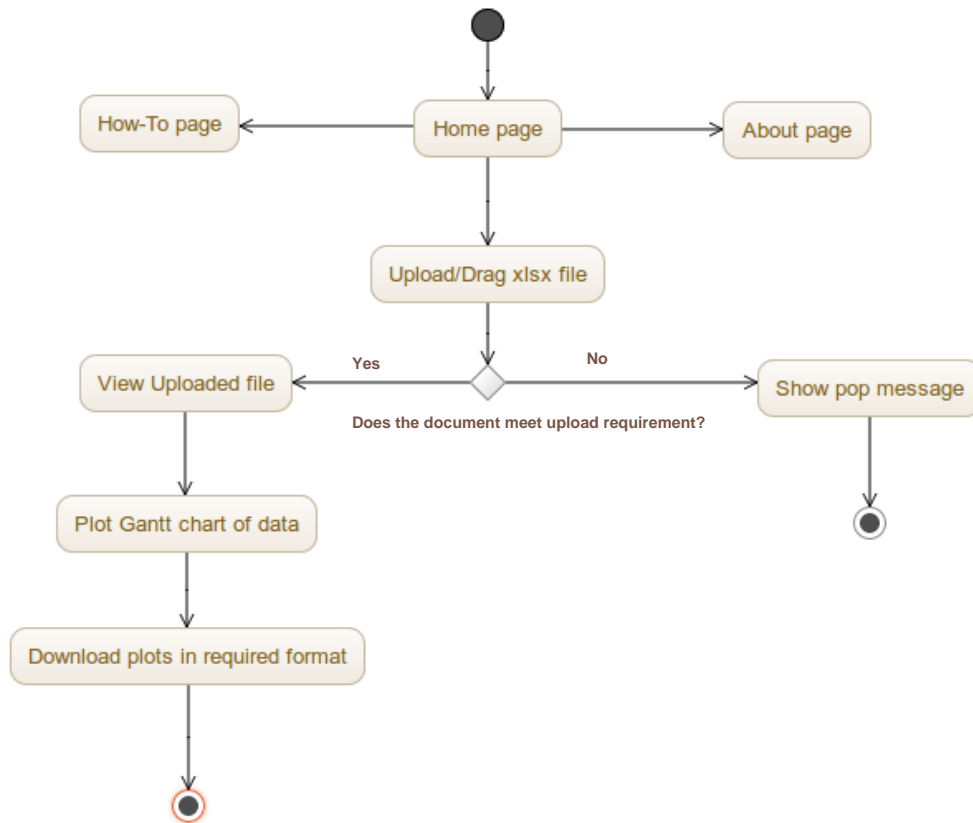 How-To page
Home page
About page
Upload/Drag xlsx file
Yes
No
View Uploaded file
Show pop message
Does the document meet upload requirement?
Plot Gantt chart of data
Download plots in required format